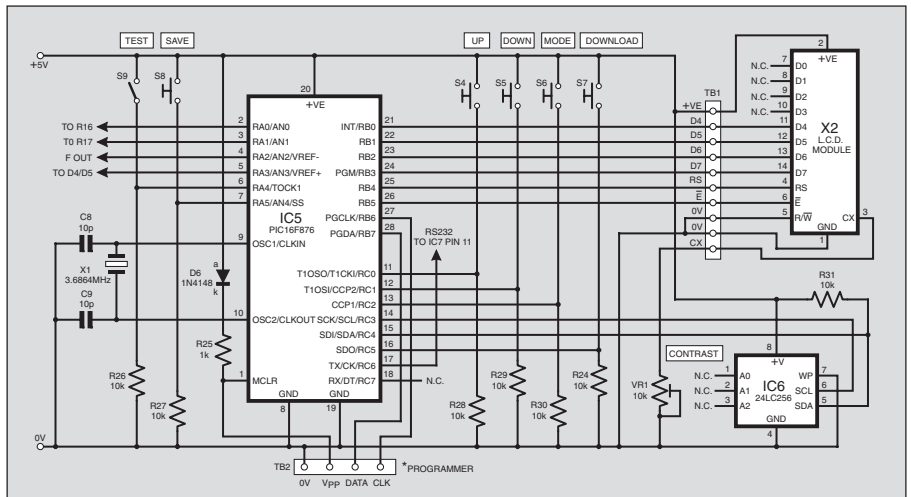 TEST
SAVE
UP
DOWN
MODE
DOWNLOAD
+5V
S9
S8
S4
S5
S6
S7
20
+VE
TB1
+VE
2
+VE
N.C.
7
D0
N.C.
8
D1
N.C.
9
D2
N.C.
10
D3
TO R16
2
RA0/AN0
INT/RB0
21
D4
11
D4
X2
L.C.D.
MODULE
T0 R17
3
RA1/AN1
RB1
22
D5
12
D5
F OUT
4
RA2/AN2/VREF-
RB2
23
D6
13
D6
TO D4/D5
5
RA3/AN3/VREF+
PGM/RB3
24
D7
14
D7
6
RA4/TOCK1
RB4
25
RS
4
RS
7
RA5/AN4/SS
RB5
26
E
6
E
IC5
PIC16F876
PGCLK/RB6
27
0V
5
R/W
CX
3
PGDA/RB7
28
0V
GND
1
CX
C8
10p
9
OSC1/CLKIN
RS232
TO IC7 PIN 11
X1
3.6864MHz
D6
1N4148
a
k
T1OSO/T1CKI/RC0
11
T1OSI/CCP2/RC1
12
CCP1/RC2
13
C9
10p
10
OSC2/CLKOUT
SCK/SCL/RC3
14
SDI/SDA/RC4
15
SDO/RC5
16
TX/CK/RC6
17
RX/DT/RC7
18
N.C.
R25
1k
1
MCLR
GND
8
GND
19
R31
10k
R26
10k
R27
10k
R28
10k
R29
10k
R30
10k
R24
10k
CONTRAST
VR1
10k
8
+V
N.C.
1
A0
WP
7
N.C.
2
A1
IC6
24LC256
SCL
6
N.C.
3
A2
SDA
5
GND
4
0V
TB2
0V
VPP
DATA
CLK
*PROGRAMMER